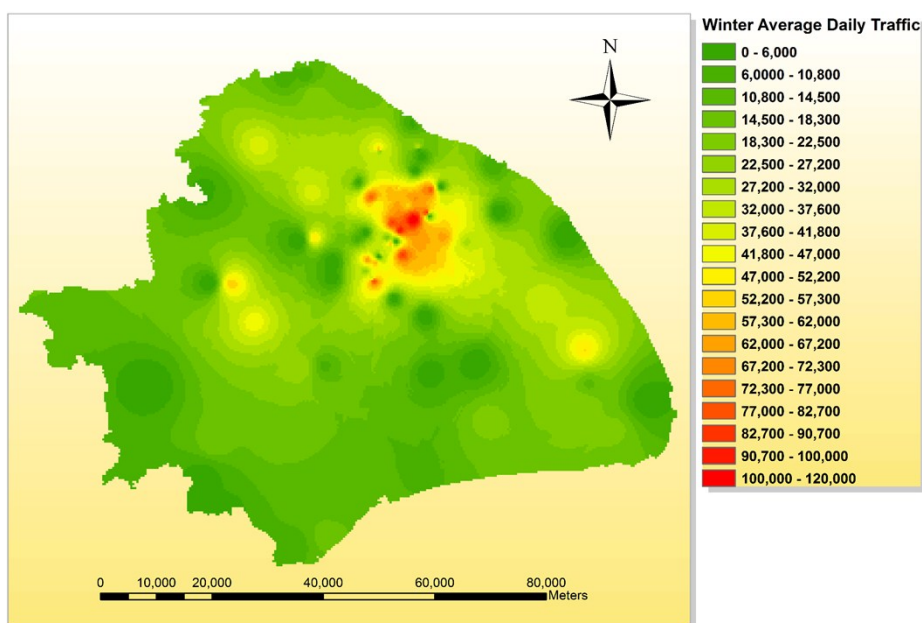 Winter Average Daily Traffic
N
0 - 6,000
6,0000 - 10,800
10,800 - 14,500
14,500 - 18,300
18,300 - 22,500
22,500 - 27,200
27,200 - 32,000
32,000 - 37,600
37,600 - 41,800
41,800 - 47,000
47,000 - 52,200
52,200 - 57,300
57,300 - 62,000
62,000 - 67,200
67,200 - 72,300
72,300 - 77,000
77,000 - 82,700
82,700 - 90,700
90,700 - 100,000
100,000 - 120,000
0 10,000 20,000 40,000 60,000 80,000
Meters